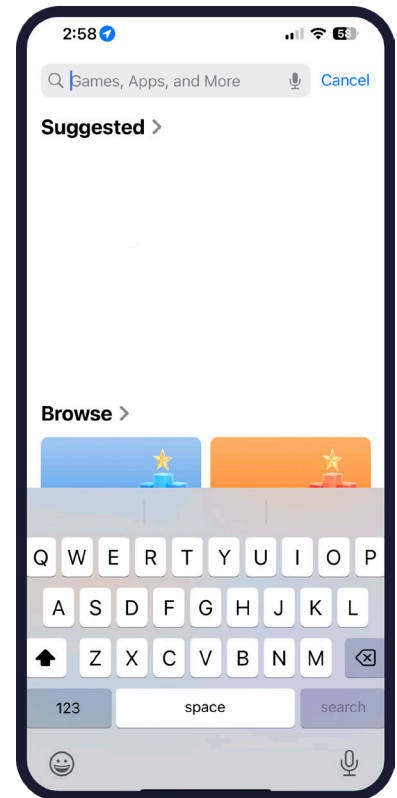 2:58
58
Games, Apps, and More
Cancel
Suggested >
Browse >
Q W E R T Y U I O P
A S D F G H J K L
Z X C V B N M
123 space search